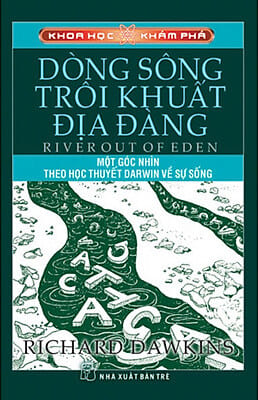 KHOA HỌC KHÁM PHÁ
DÒNG SÔNG
TRÔI KHUẤT
ĐỊA ĐÀNG
RIVER OUT OF EDEN
MỘT GÓC NHÌN
THEO HỌC THUYẾT DARWIN VỀ SỰ SỐNG
RICHARD DAWKINS
NHÀ XUẤT BẢN TRẺ